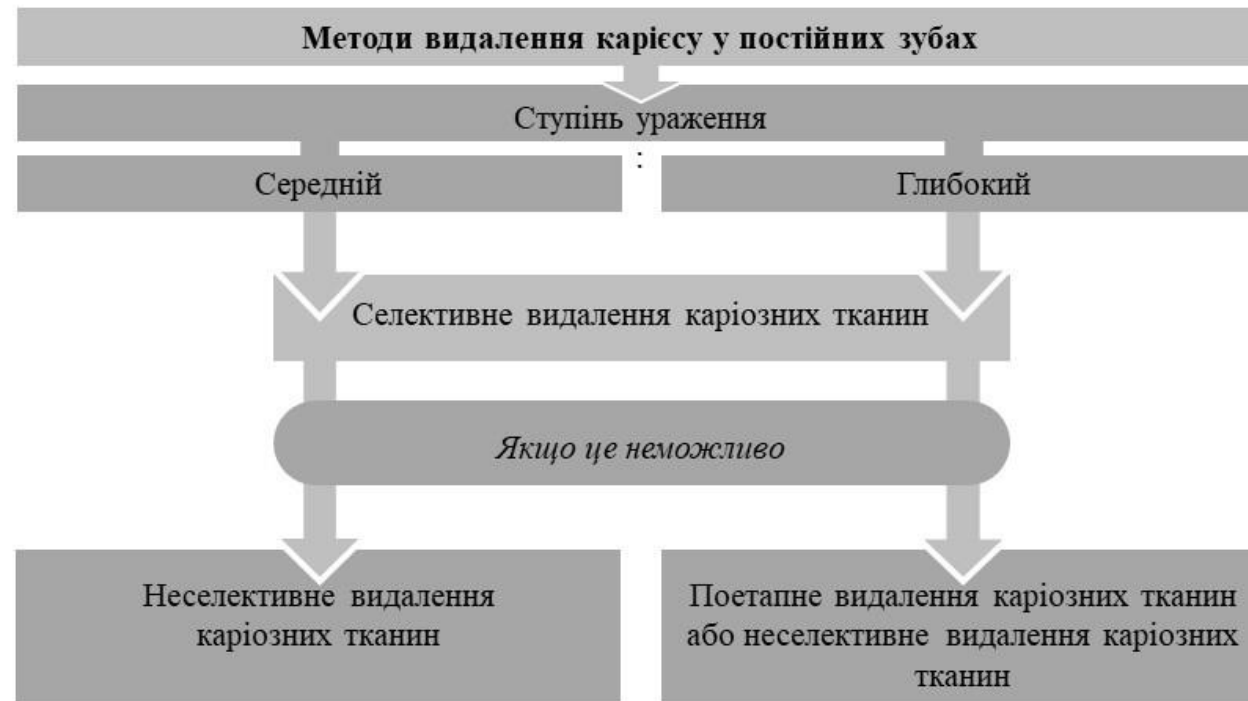 Методи видалення карієсу у постійних зубах
Ступінь ураження
:
Середній
Глибокий
Селективне видалення каріозних тканин
Якщо це неможливо
Неселективне видалення
каріозних тканин
Поетапне видалення каріозних тканин
або неселективне видалення каріозних
тканин